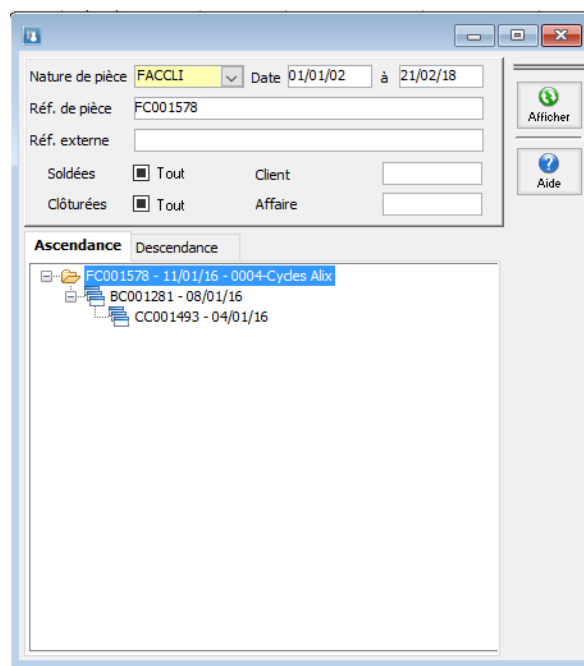 Nature de pièce FACCLI Date 01/01/02 à 21/02/18
Réf. de pièce FC001578
Afficher
Réf. externe
Soldées Tout Client
Aide
Clôturées Tout Affaire
Ascendance Descendance
FC001578 - 11/01/16 - 0004-Cycles Alix
BC001281 - 08/01/16
CC001493 - 04/01/16